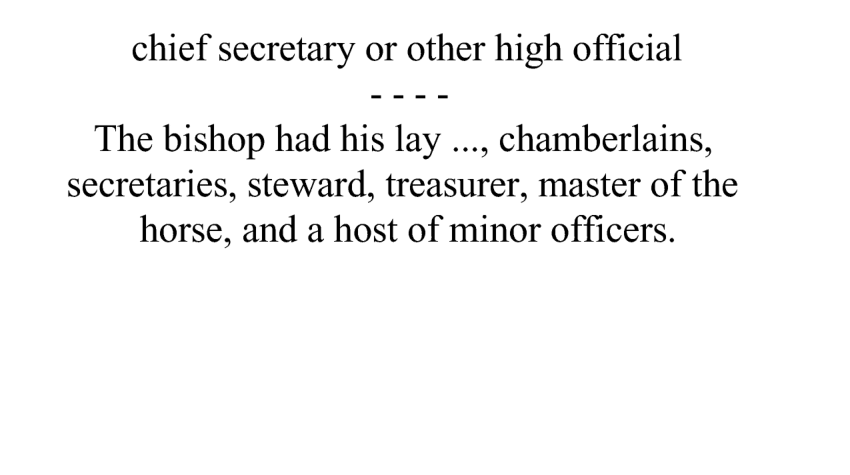 chief secretary or other high official
- - - -
The bishop had his lay ..., chamberlains,
secretaries, steward, treasurer, master of the
horse, and a host of minor officers.